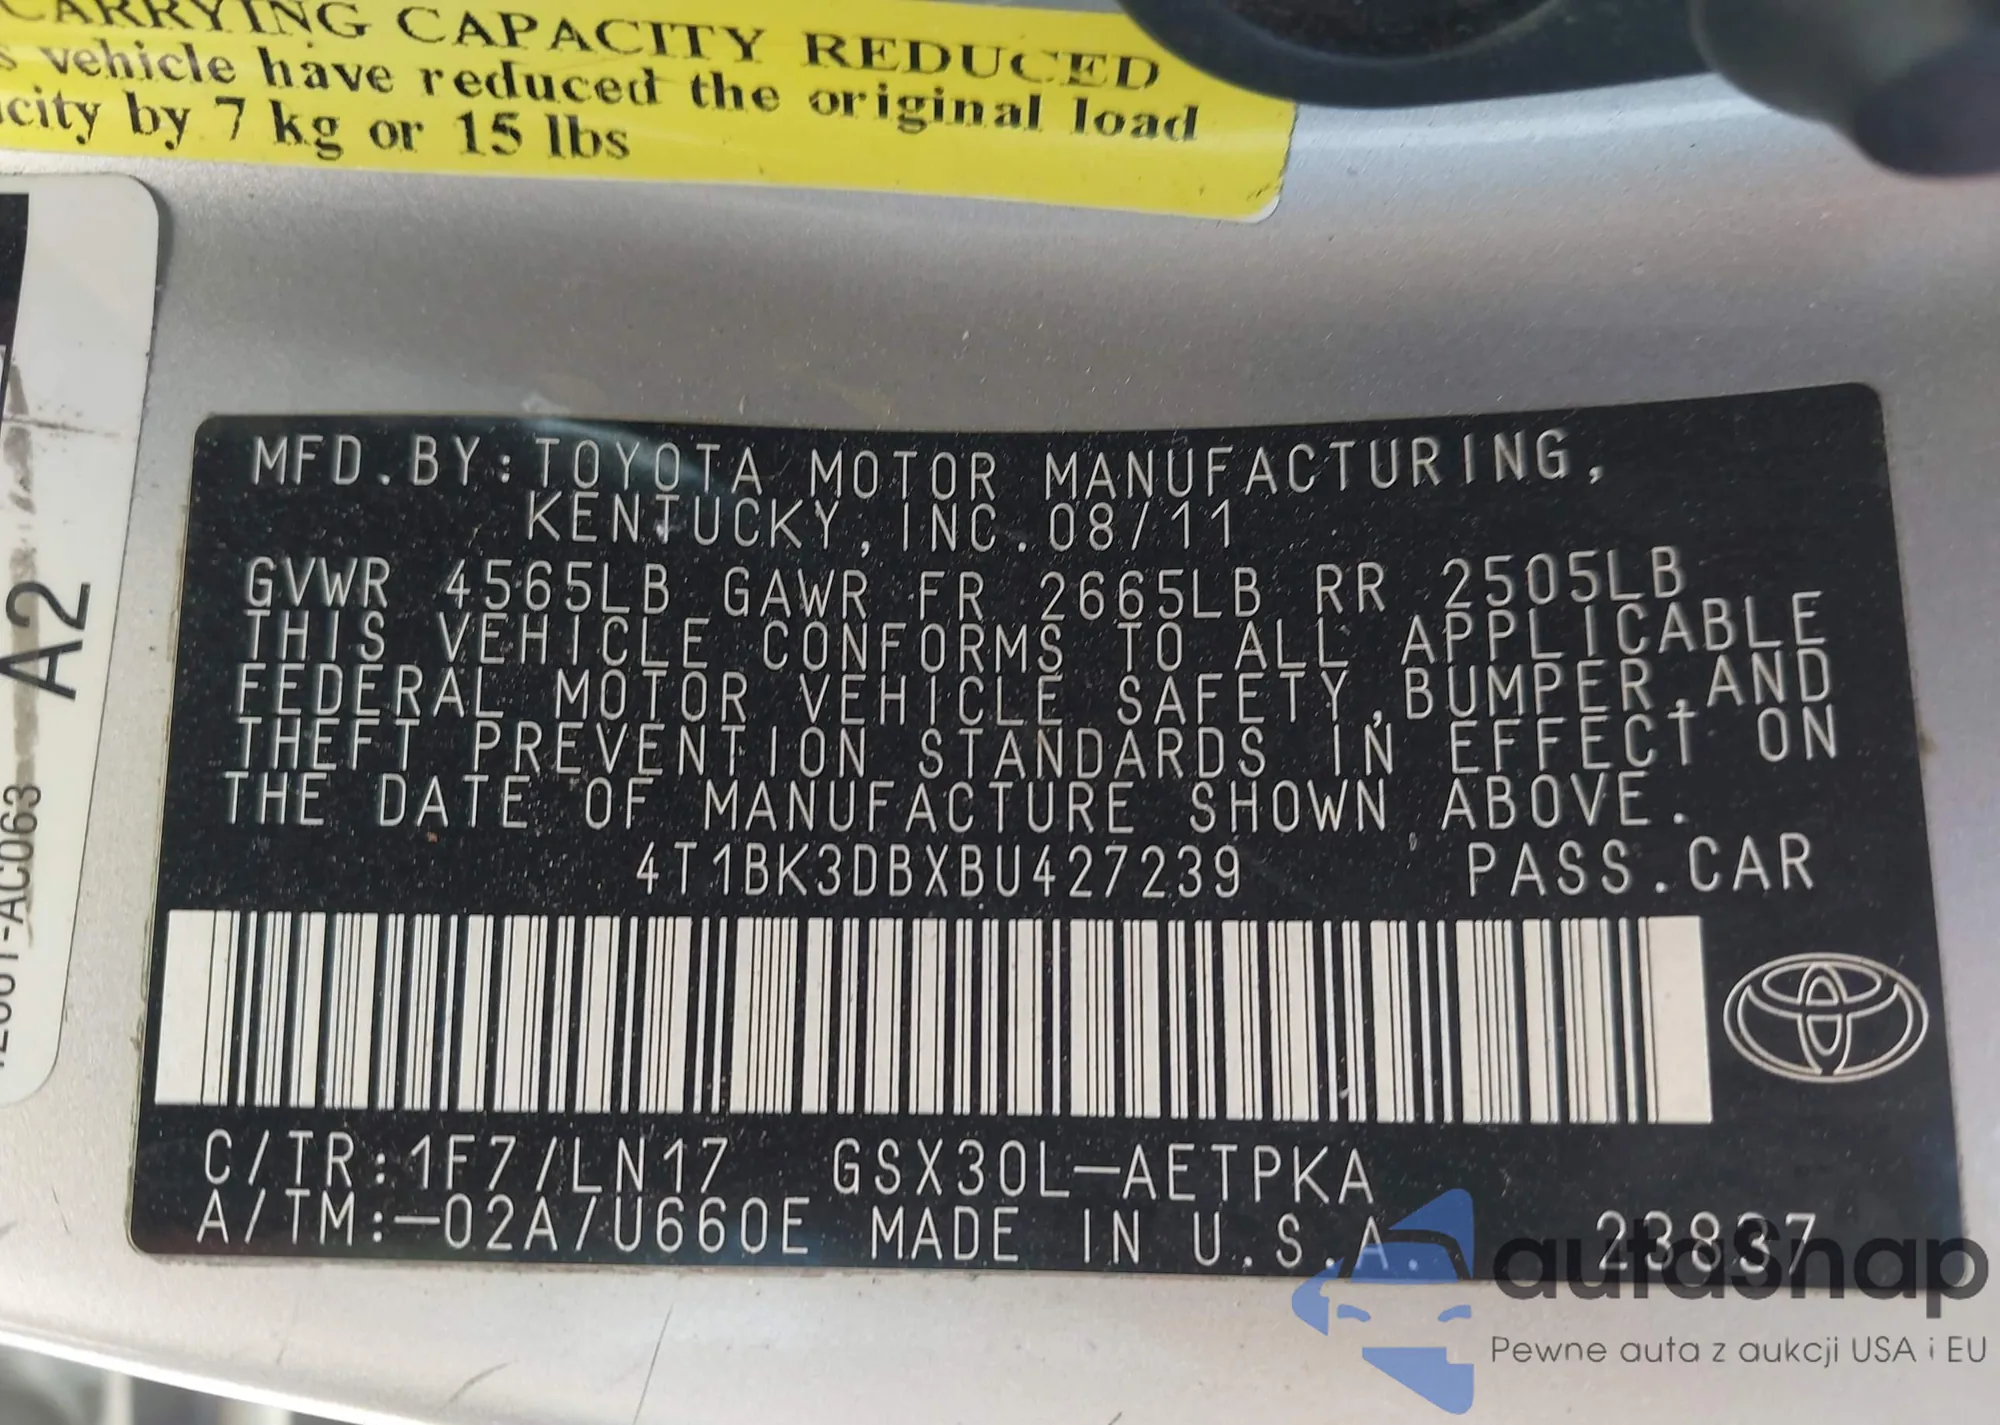 CARRYING CAPACITY REDUCED
vehicle have reduced the original load
by 7 kg or 15 lbs
A2
-AC063
MFD.BY:TOYOTA MOTOR MANUFACTURING,
KENTUCKY,INC.08/11
GVWR 4565LB GAWR FR 2665LB RR 2505LB
THIS VEHICLE CONFORMS TO ALL APPLICABLE
FEDERAL MOTOR VEHICLE SAFETY,BUMPER,AND
THEFT PREVENTION STANDARDS IN EFFECT ON
THE DATE OF MANUFACTURE SHOWN ABOVE.
4T1BK3DBXBU427239 PASS.CAR
C/TR:1F7/LN17 GSX30L-AETPKA
A/TM:-02A/U660E MADE IN U.S.A. 23837
autosnap
Pewne auta z aukcji USA i EU